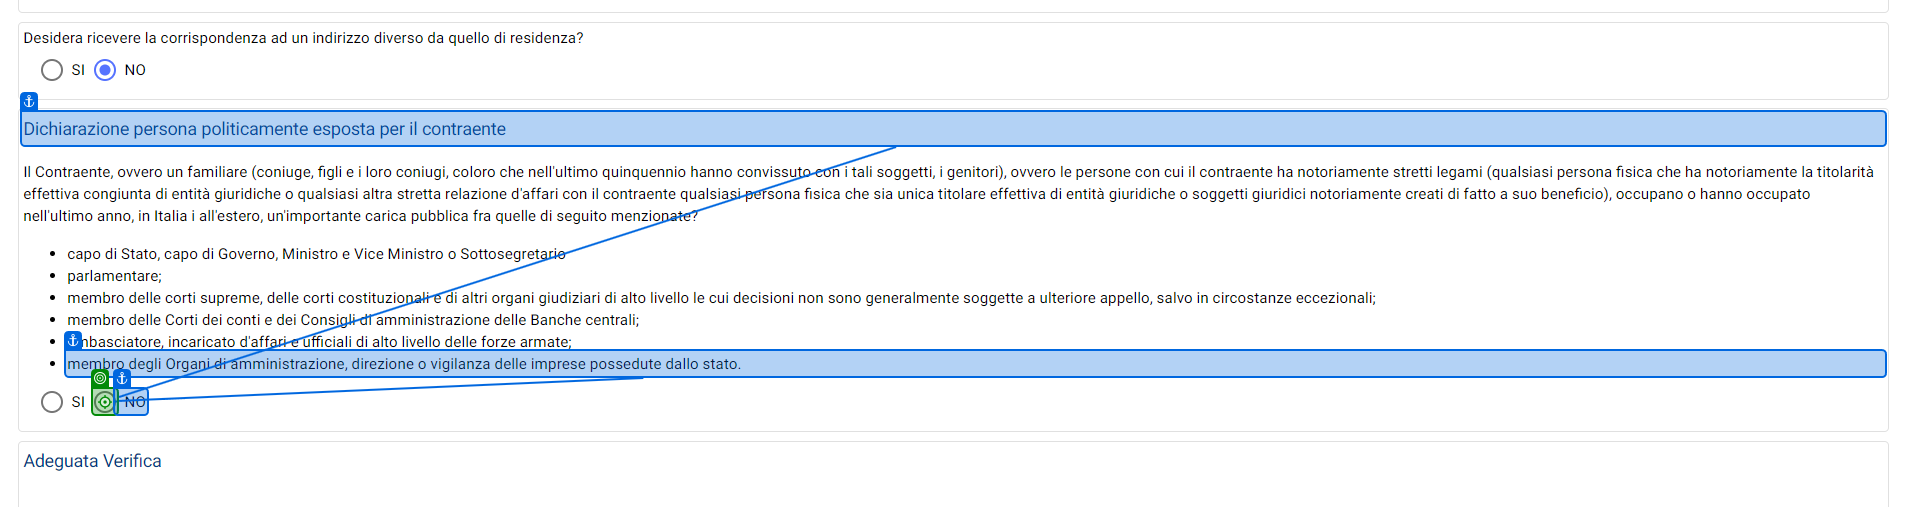 Desidera ricevere la corrispondenza ad un indirizzo diverso da quello di residenza?
SI NO
Dichiarazione persona politicamente esposta per il contraente
Il Contraente, ovvero un familiare (coniuge, figli e i loro coniugi, coloro che nell'ultimo quinquennio hanno convissuto con i tali soggetti, i genitori), ovvero le persone con cui il contraente ha notoriamente stretti legami (qualsiasi persona fisica che ha notoriamente la titolarità
effettiva congiunta di entità giuridiche o qualsiasi altra stretta relazione d'affari con il contraente qualsiasi persona fisica che sia unica titolare effettiva di entità giuridiche o soggetti giuridici notoriamente creati di fatto a suo beneficio), occupano o hanno occupato
nell'ultimo anno, in Italia i all'estero, un'importante carica pubblica fra quelle di seguito menzionate?
capo di Stato, capo di Governo, Ministro e Vice Ministro o Sottosegretario
parlamentare;
membro delle corti supreme, delle corti costituzionali e di altri organi giudiziari di alto livello le cui decisioni non sono generalmente soggette a ulteriore appello, salvo in circostanze eccezionali;
membro delle Corti dei conti e dei Consigli di amministrazione delle Banche centrali;
mbasciatore, incaricato d'affari e ufficiali di alto livello delle forze armate;
membro degli Organi di amministrazione, direzione o vigilanza delle imprese possedute dallo stato.
SI NO
Adeguata Verifica